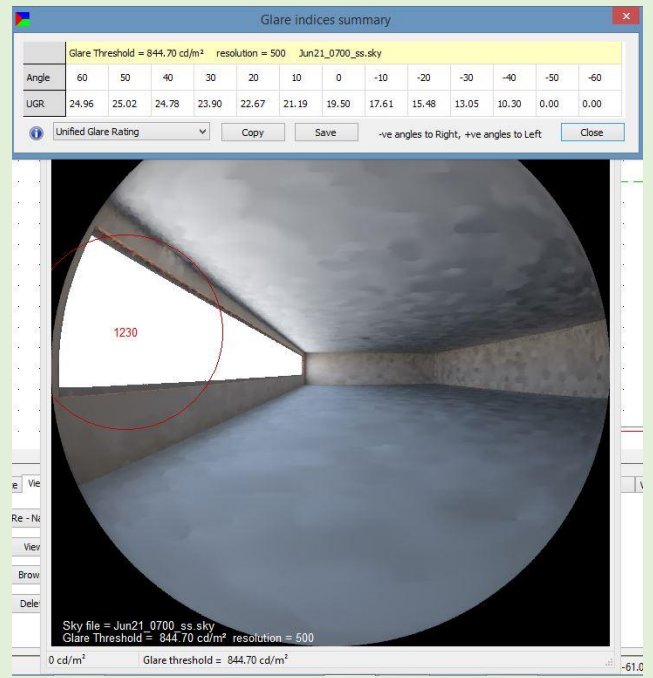 Glare indices summary
Glare Threshold = 844.70 cd/m² resolution = 500 Jun21_0700_ss.sky
Angle 60 50 40 30 20 10 0 -10 -20 -30 -40 -50 -60
UGR 24.96 25.02 24.78 23.90 22.67 21.19 19.50 17.61 15.48 13.05 10.30 0.00 0.00
Unified Glare Rating Copy Save -ve angles to Right, +ve angles to Left Close
1230
Vie
Re - Na
View
Brow
Dele
Sky file = Jun21_0700_ss.sky
Glare Threshold = 844.70 cd/m² resolution = 500
0 cd/m² Glare threshold = 844.70 cd/m²
-61.0